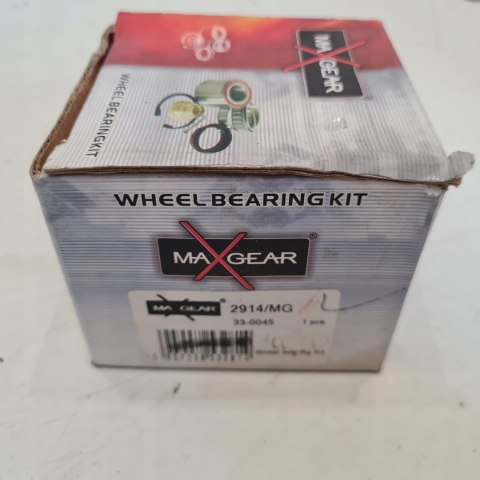 MAXGEAR
WHEEL BEARING KIT
WHEEL BEARING KIT
MAXGEAR®
MAXGEAR 2914/MG
33-0045 1 pcs